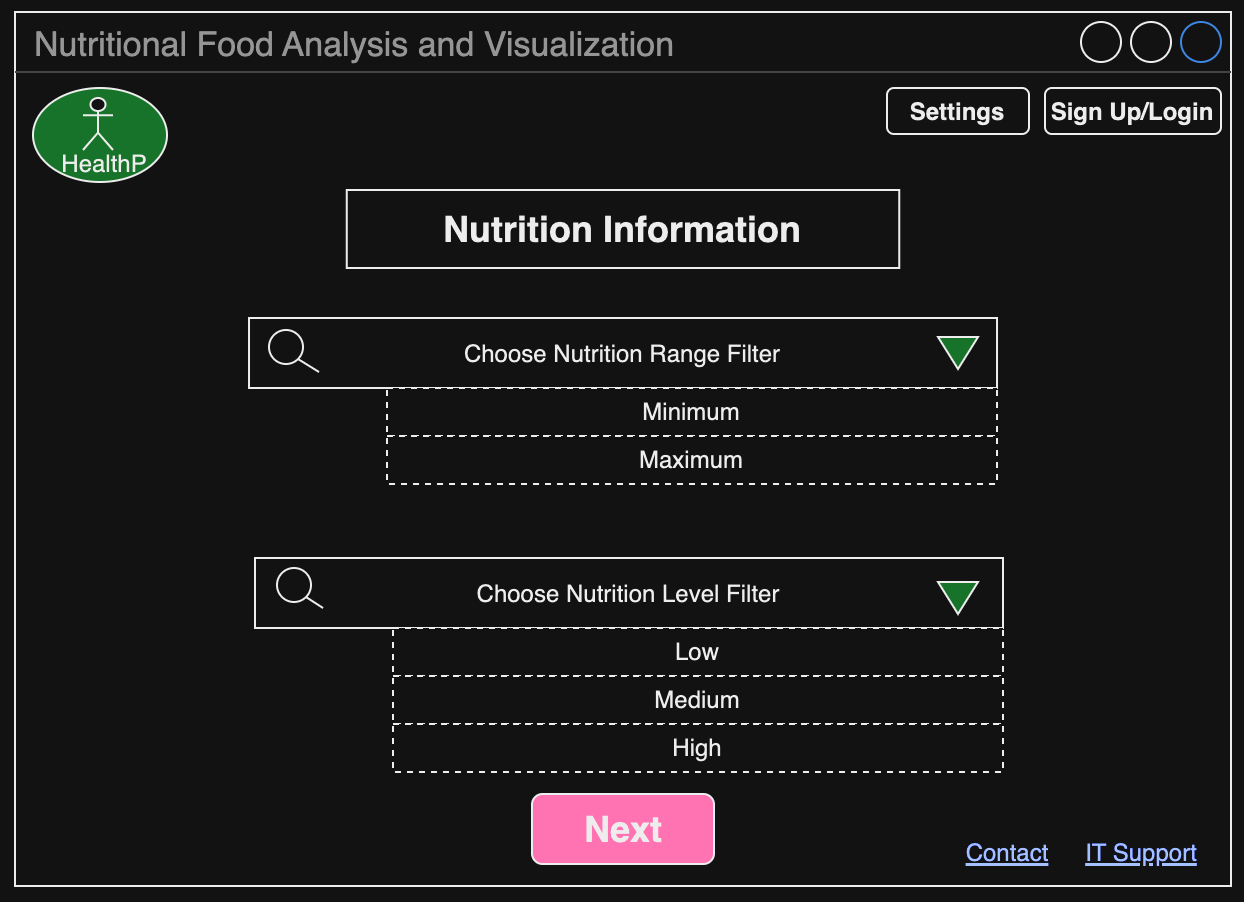 Nutritional Food Analysis and Visualization
Settings
Sign Up/Login
HealthP
Nutrition Information
Choose Nutrition Range Filter
Minimum
Maximum
Choose Nutrition Level Filter
Low
Medium
High
Next
Contact
IT Support